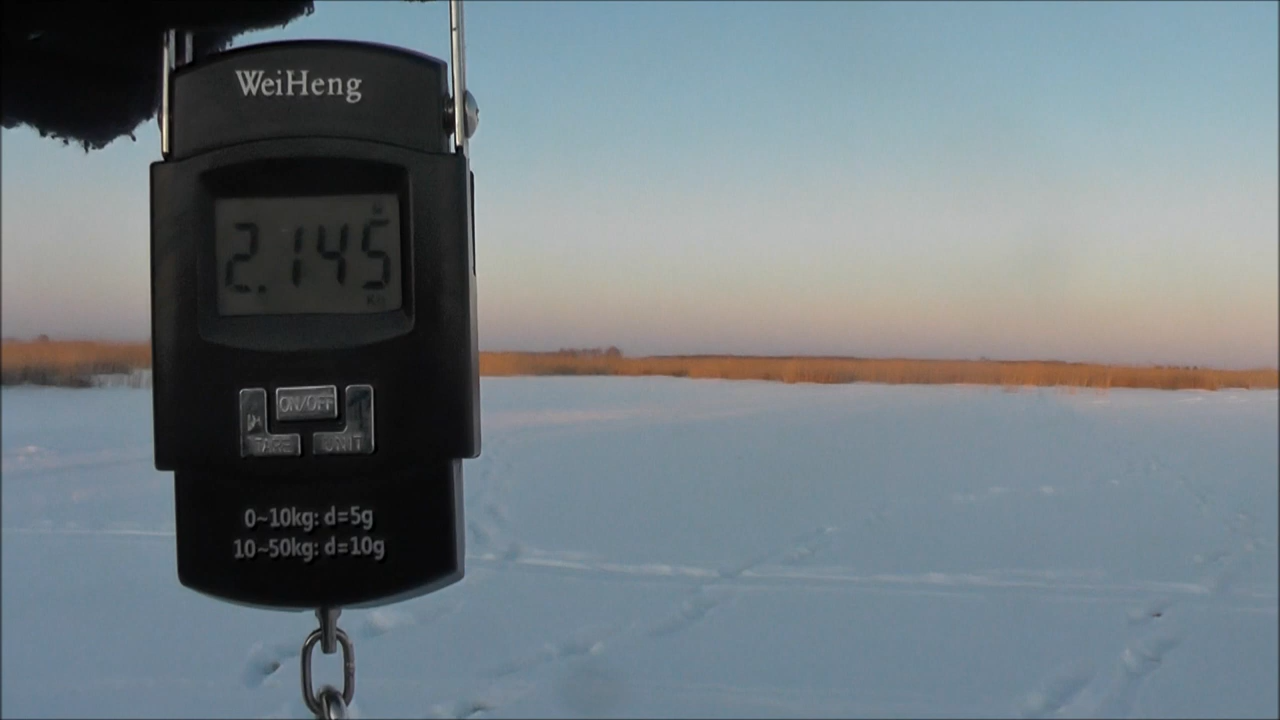 WeiHeng
2.145
Kg
ON/OFF
TARE UNIT
0~10kg: d=5g
10~50kg: d=10g